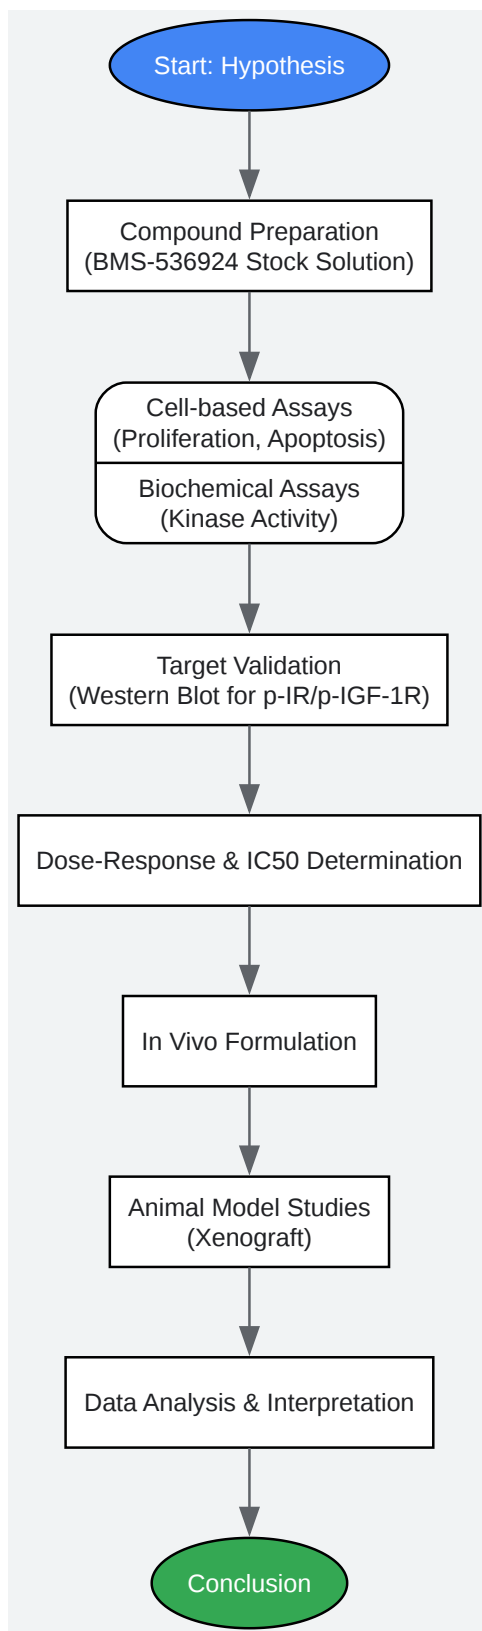 Start: Hypothesis
Compound Preparation
(BMS-536924 Stock Solution)
Cell-based Assays
(Proliferation, Apoptosis)
Biochemical Assays
(Kinase Activity)
Target Validation
(Western Blot for p-IR/p-IGF-1R)
Dose-Response & IC50 Determination
In Vivo Formulation
Animal Model Studies
(Xenograft)
Data Analysis & Interpretation
Conclusion